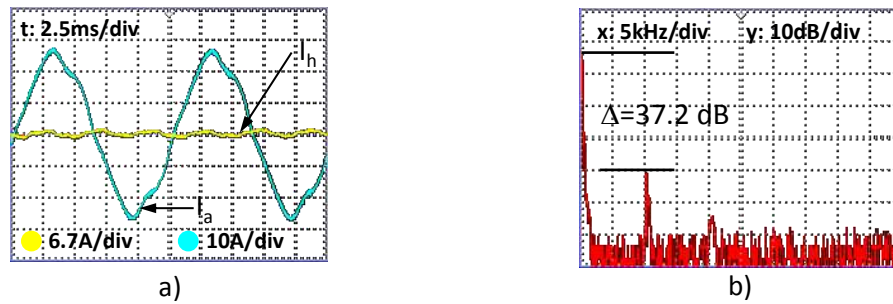 t: 2.5ms/div
I_h
I_a
6.7A/div 10A/div
a)
x: 5kHz/div y: 10dB/div
Δ=37.2 dB
b)